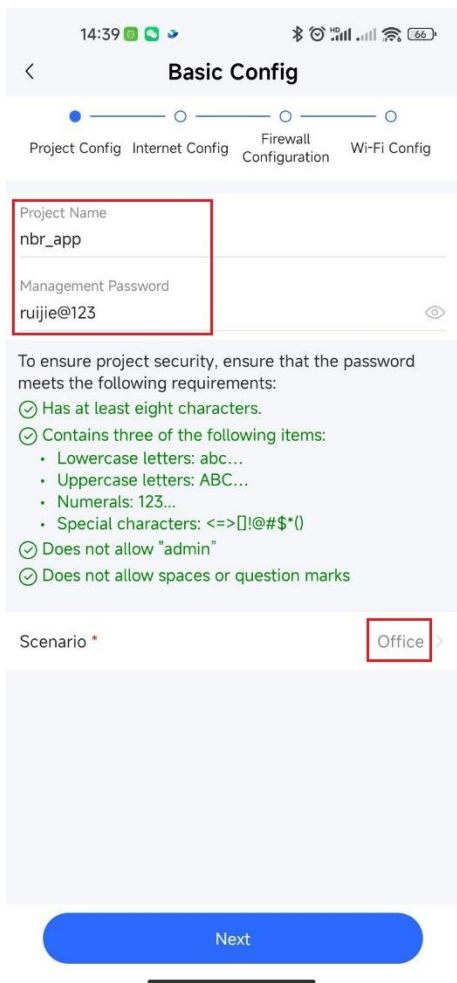 14:39 66
Basic Config
Project Config Internet Config Firewall Configuration Wi-Fi Config
Project Name
nbr_app
Management Password
ruijie@123
To ensure project security, ensure that the password
meets the following requirements:
Has at least eight characters.
Contains three of the following items:
• Lowercase letters: abc...
• Uppercase letters: ABC...
• Numerals: 123...
• Special characters: <=>[]!@#$*()
Does not allow "admin"
Does not allow spaces or question marks
Scenario * Office
Next